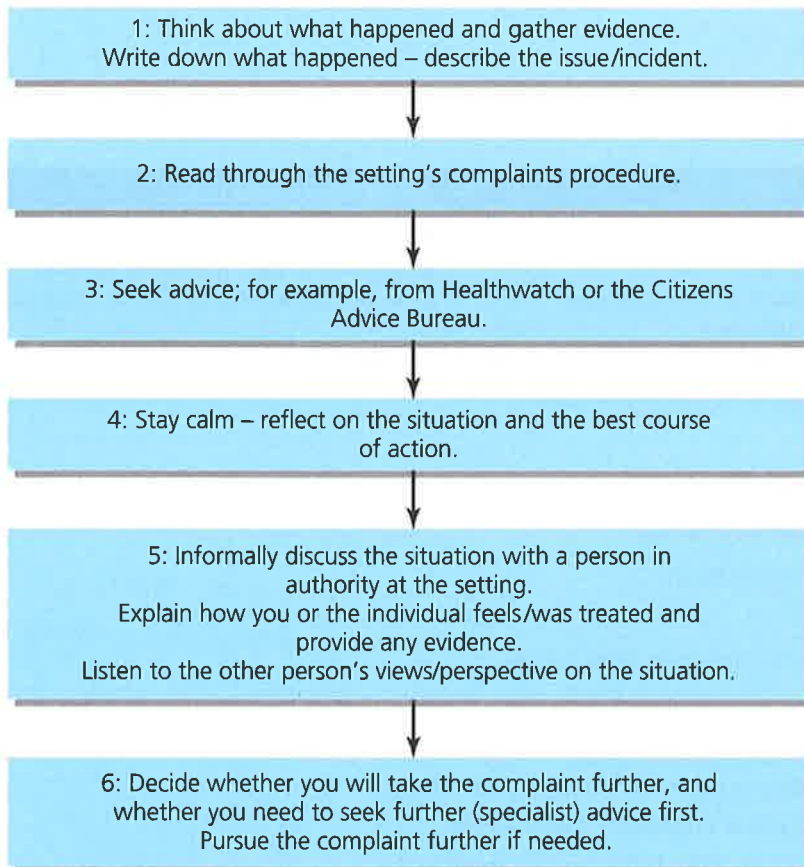 1: Think about what happened and gather evidence.
Write down what happened – describe the issue/incident.
2: Read through the setting's complaints procedure.
3: Seek advice; for example, from Healthwatch or the Citizens
Advice Bureau.
4: Stay calm – reflect on the situation and the best course
of action.
5: Informally discuss the situation with a person in
authority at the setting.
Explain how you or the individual feels/was treated and
provide any evidence.
Listen to the other person's views/perspective on the situation.
6: Decide whether you will take the complaint further, and
whether you need to seek further (specialist) advice first.
Pursue the complaint further if needed.